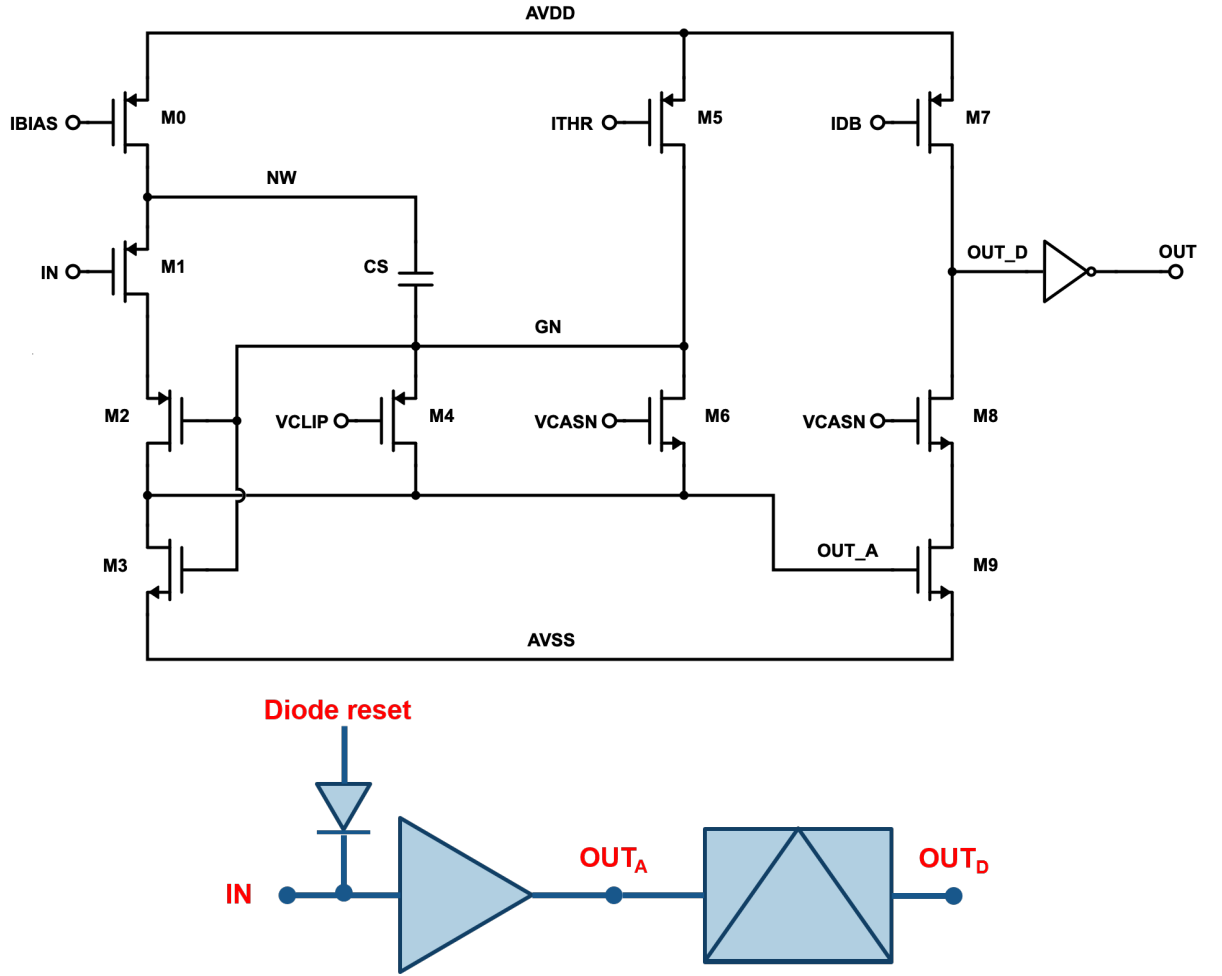 AVDD
IBIAS
M0
ITHR
M5
IDB
M7
NW
IN
M1
CS
OUT_D
OUT
GN
M2
VCLIP
M4
VCASN
M6
VCASN
M8
M3
OUT_A
M9
AVSS
Diode reset
IN
OUTA
OUTD